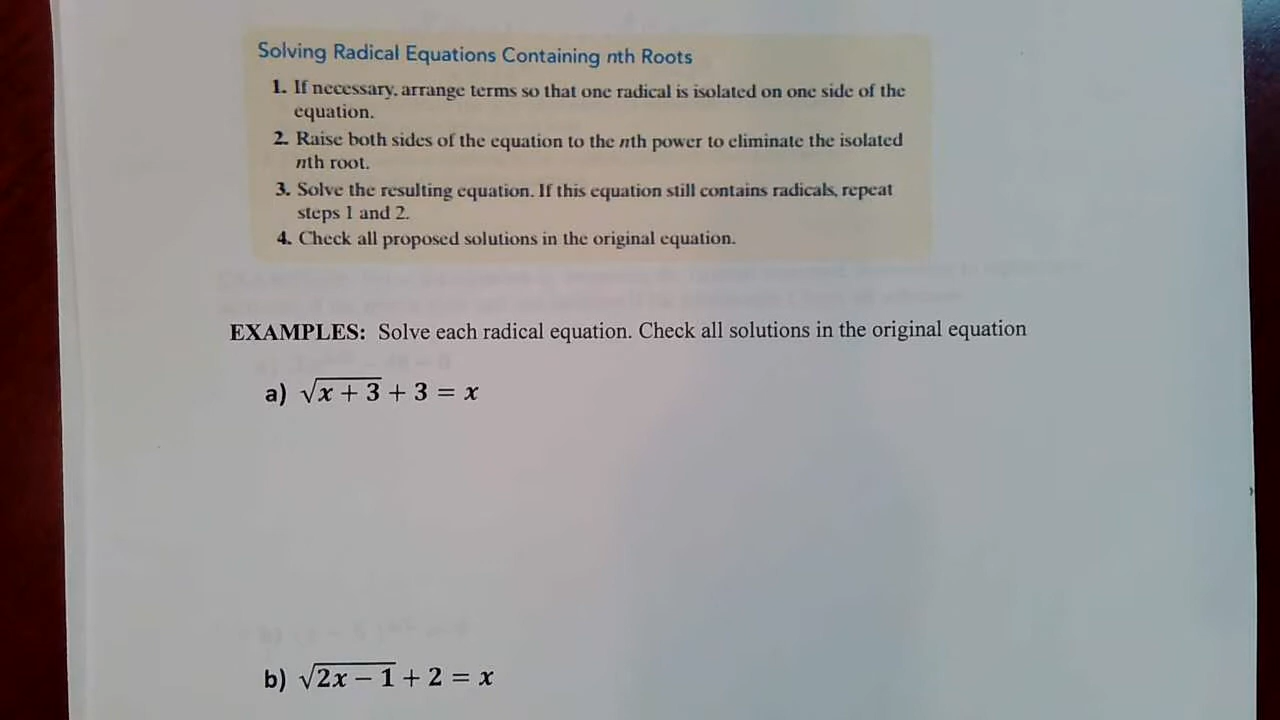 Solving Radical Equations Containing nth Roots
1. If necessary, arrange terms so that one radical is isolated on one side of the
equation.
2. Raise both sides of the equation to the nth power to eliminate the isolated
nth root.
3. Solve the resulting equation. If this equation still contains radicals, repeat
steps 1 and 2.
4. Check all proposed solutions in the original equation.
EXAMPLES: Solve each radical equation. Check all solutions in the original equation
a) √(x + 3) + 3 = x
b) √(2x − 1) + 2 = x